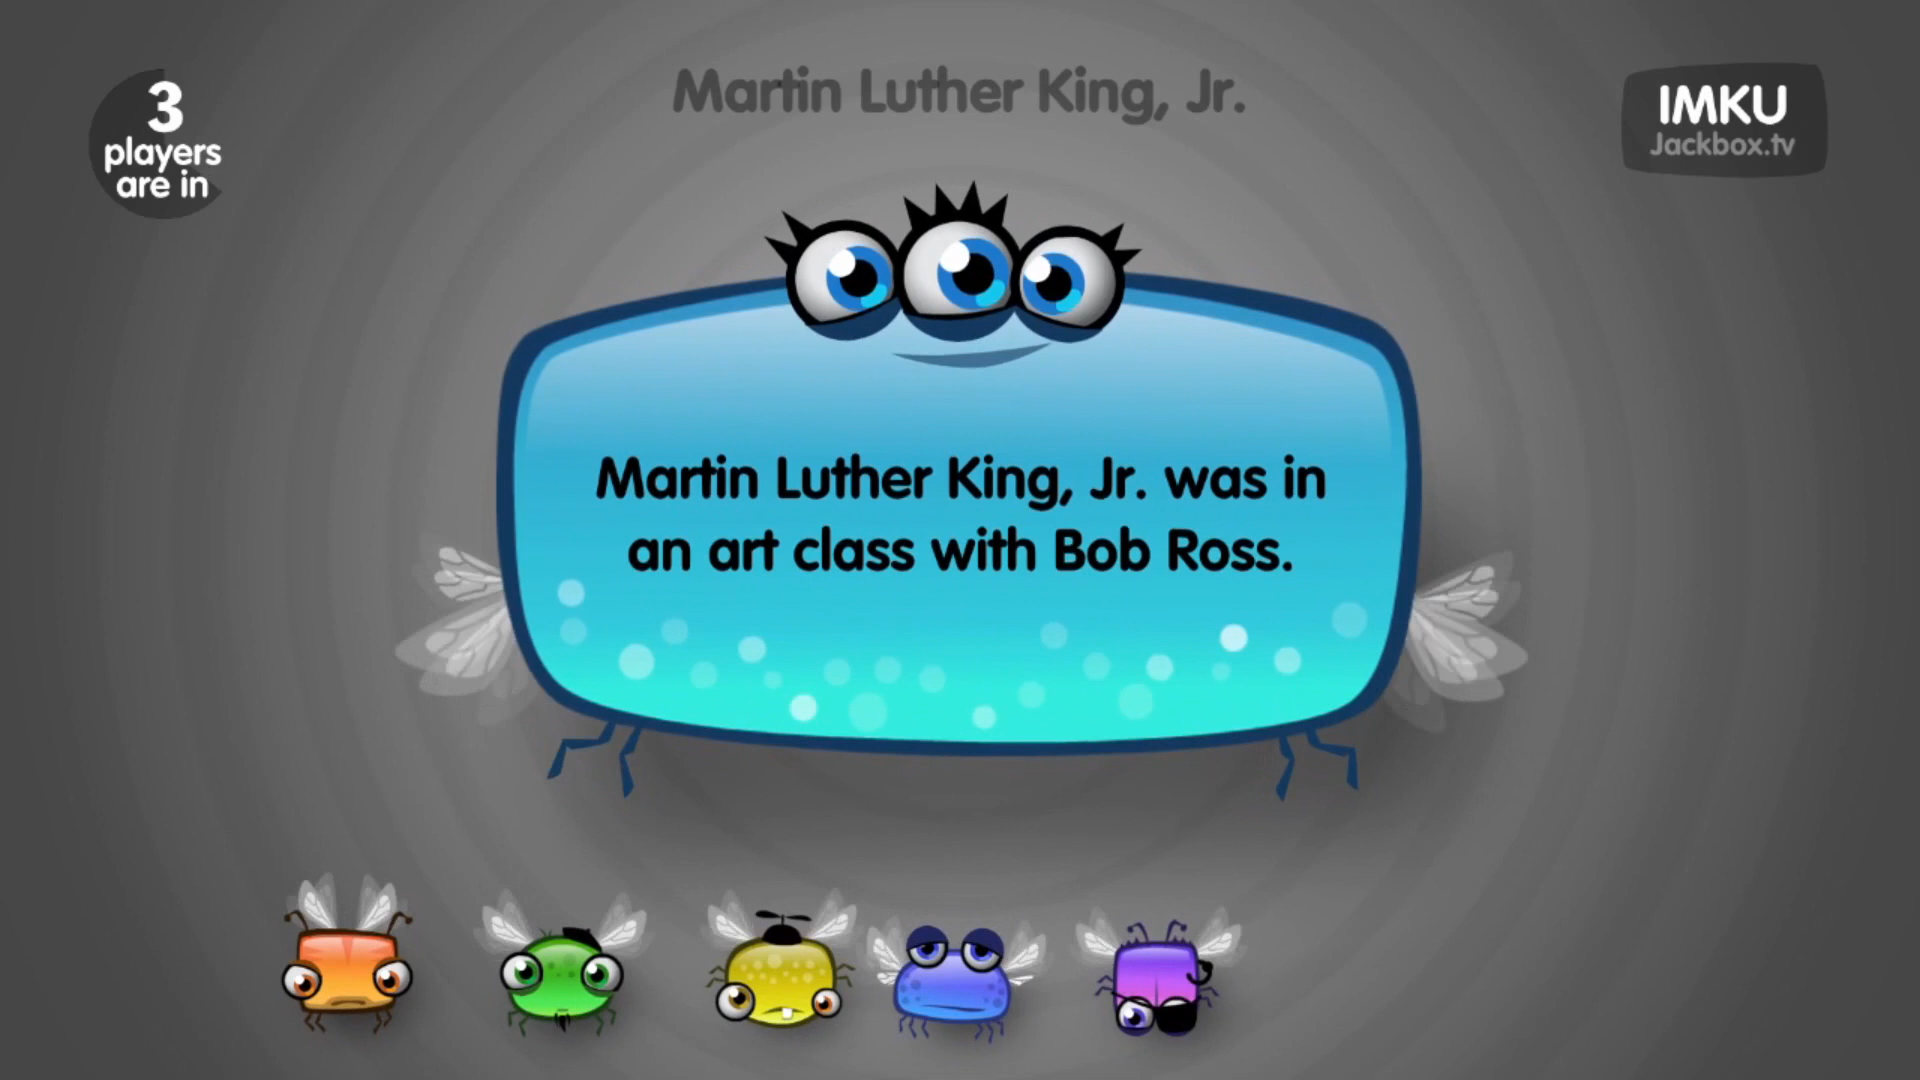 3
players
are in
Martin Luther King, Jr.
IMKU
Jackbox.tv
Martin Luther King, Jr. was in
an art class with Bob Ross.